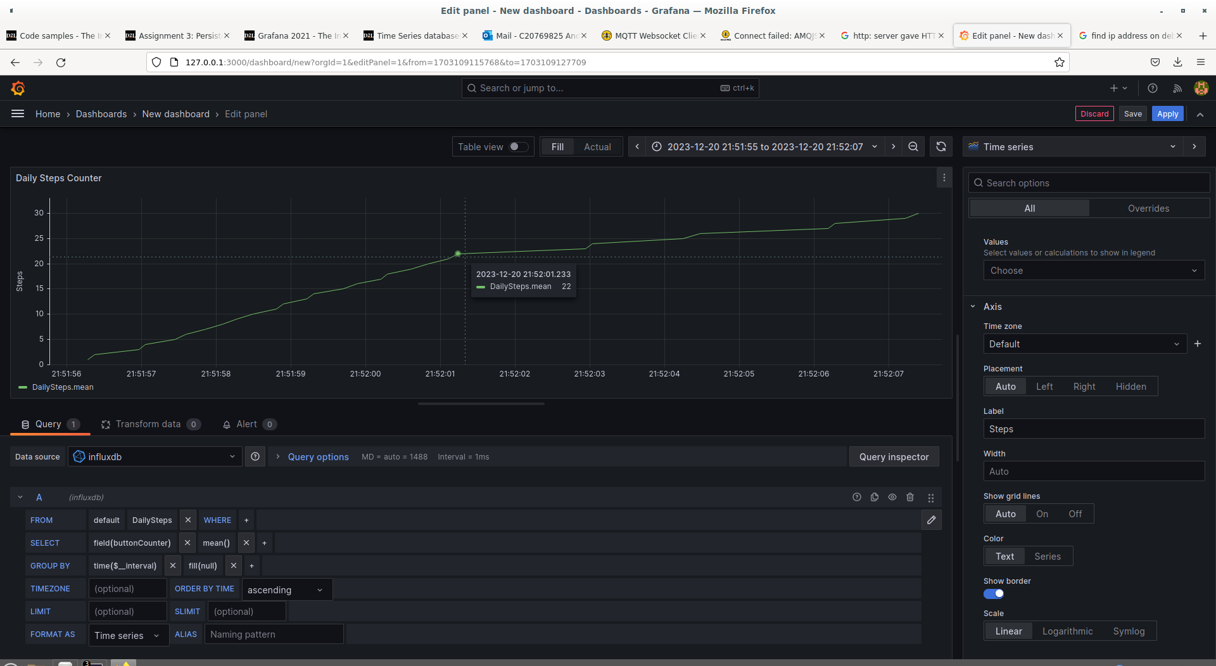 Edit panel - New dashboard - Dashboards - Grafana — Mozilla Firefox
Code samples - The I
Assignment 3: Persist
Grafana 2021 - The In
Time Series database
Mail - C20769825 An
MQTT Websocket Clie
Connect failed: AMQJS
http: server gave HTT
Edit panel - New dash
find ip address on de
127.0.0.1:3000/dashboard/new?orgId=1&editPanel=1&from=1703109115768&to=1703109127709
Search or jump to...
ctrl+k
Home > Dashboards > New dashboard > Edit panel
Discard Save Apply
Table view Fill Actual 2023-12-20 21:51:55 to 2023-12-20 21:52:07
Time series
Daily Steps Counter
Steps
30
25
20
15
10
5
0
2023-12-20 21:52:01.233
DailySteps.mean 22
21:51:56 21:51:57 21:51:58 21:51:59 21:52:00 21:52:01 21:52:02 21:52:03 21:52:04 21:52:05 21:52:06 21:52:07
DailySteps.mean
Query 1 Transform data 0 Alert 0
Data source influxdb Query options MD = auto = 1488 Interval = 1ms Query inspector
A (influxdb)
FROM default DailySteps WHERE +
SELECT field(buttonCounter) mean() +
GROUP BY time($__interval) fill(null) +
TIMEZONE (optional) ORDER BY TIME ascending
LIMIT (optional) SLIMIT (optional)
FORMAT AS Time series ALIAS Naming pattern
Search options
All Overrides
Values
Select values or calculations to show in legend
Choose
Axis
Time zone
Default
Placement
Auto Left Right Hidden
Label
Steps
Width
Auto
Show grid lines
Auto On Off
Color
Text Series
Show border
Scale
Linear Logarithmic Symlog